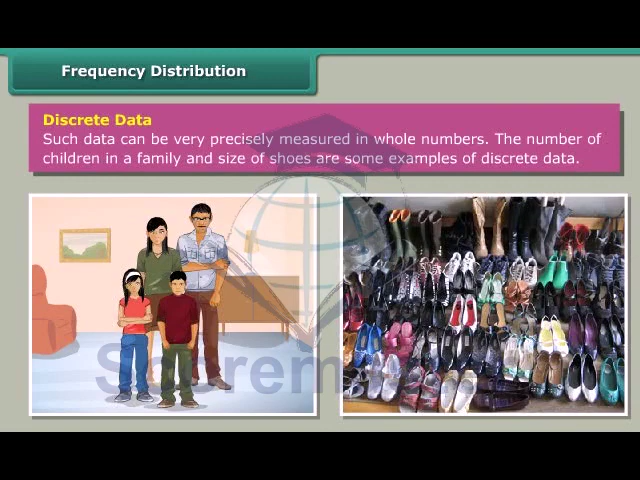 Frequency Distribution
Discrete Data
Such data can be very precisely measured in whole numbers. The number of
children in a family and size of shoes are some examples of discrete data.